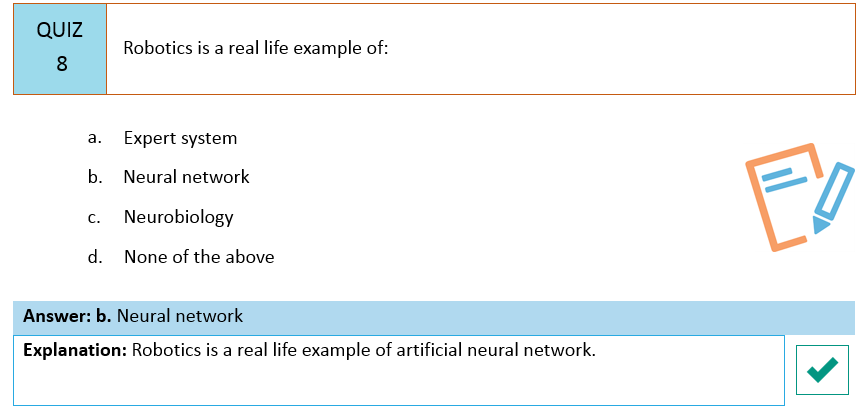 QUIZ
8
Robotics is a real life example of:
a. Expert system
b. Neural network
c. Neurobiology
d. None of the above
Answer: b. Neural network
Explanation: Robotics is a real life example of artificial neural network.